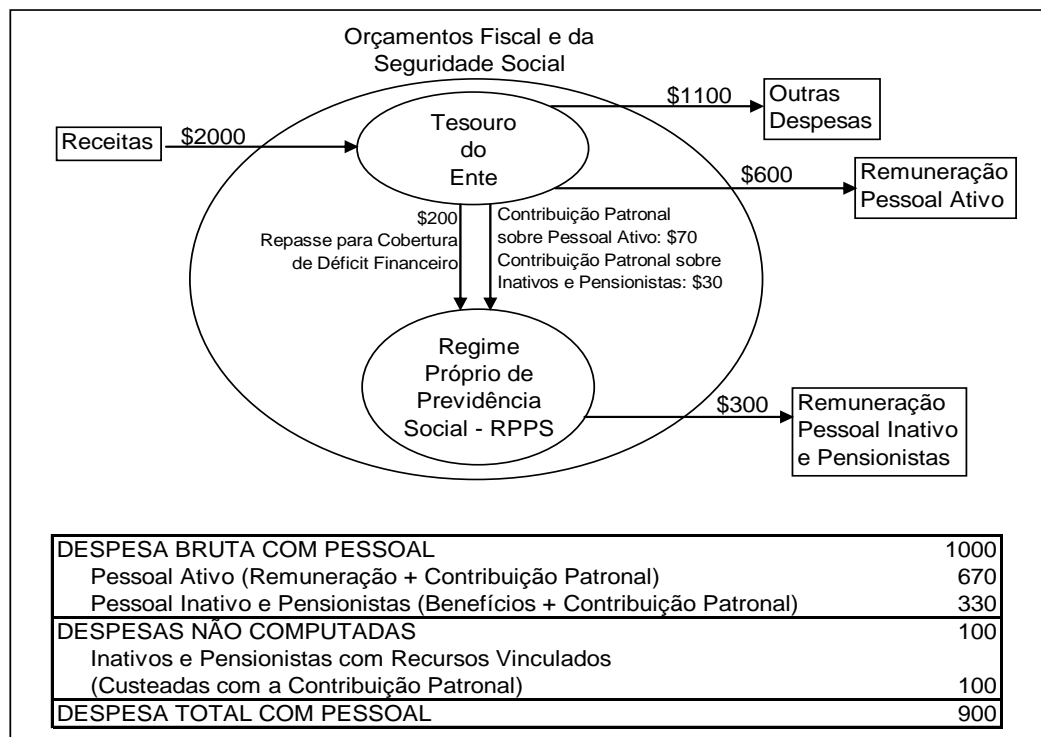 Orçamentos Fiscal e da
Seguridade Social
Receitas
$2000
Tesouro
do
Ente
$1100
Outras
Despesas
$600
Remuneração
Pessoal Ativo
$200
Repasse para Cobertura
de Déficit Financeiro
Contribuição Patronal
sobre Pessoal Ativo: $70
Contribuição Patronal sobre
Inativos e Pensionistas: $30
Regime
Próprio de
Previdência
Social - RPPS
$300
Remuneração
Pessoal Inativo
e Pensionistas
DESPESA BRUTA COM PESSOAL 1000
Pessoal Ativo (Remuneração + Contribuição Patronal) 670
Pessoal Inativo e Pensionistas (Benefícios + Contribuição Patronal) 330
DESPESAS NÃO COMPUTADAS 100
Inativos e Pensionistas com Recursos Vinculados
(Custeadas com a Contribuição Patronal) 100
DESPESA TOTAL COM PESSOAL 900